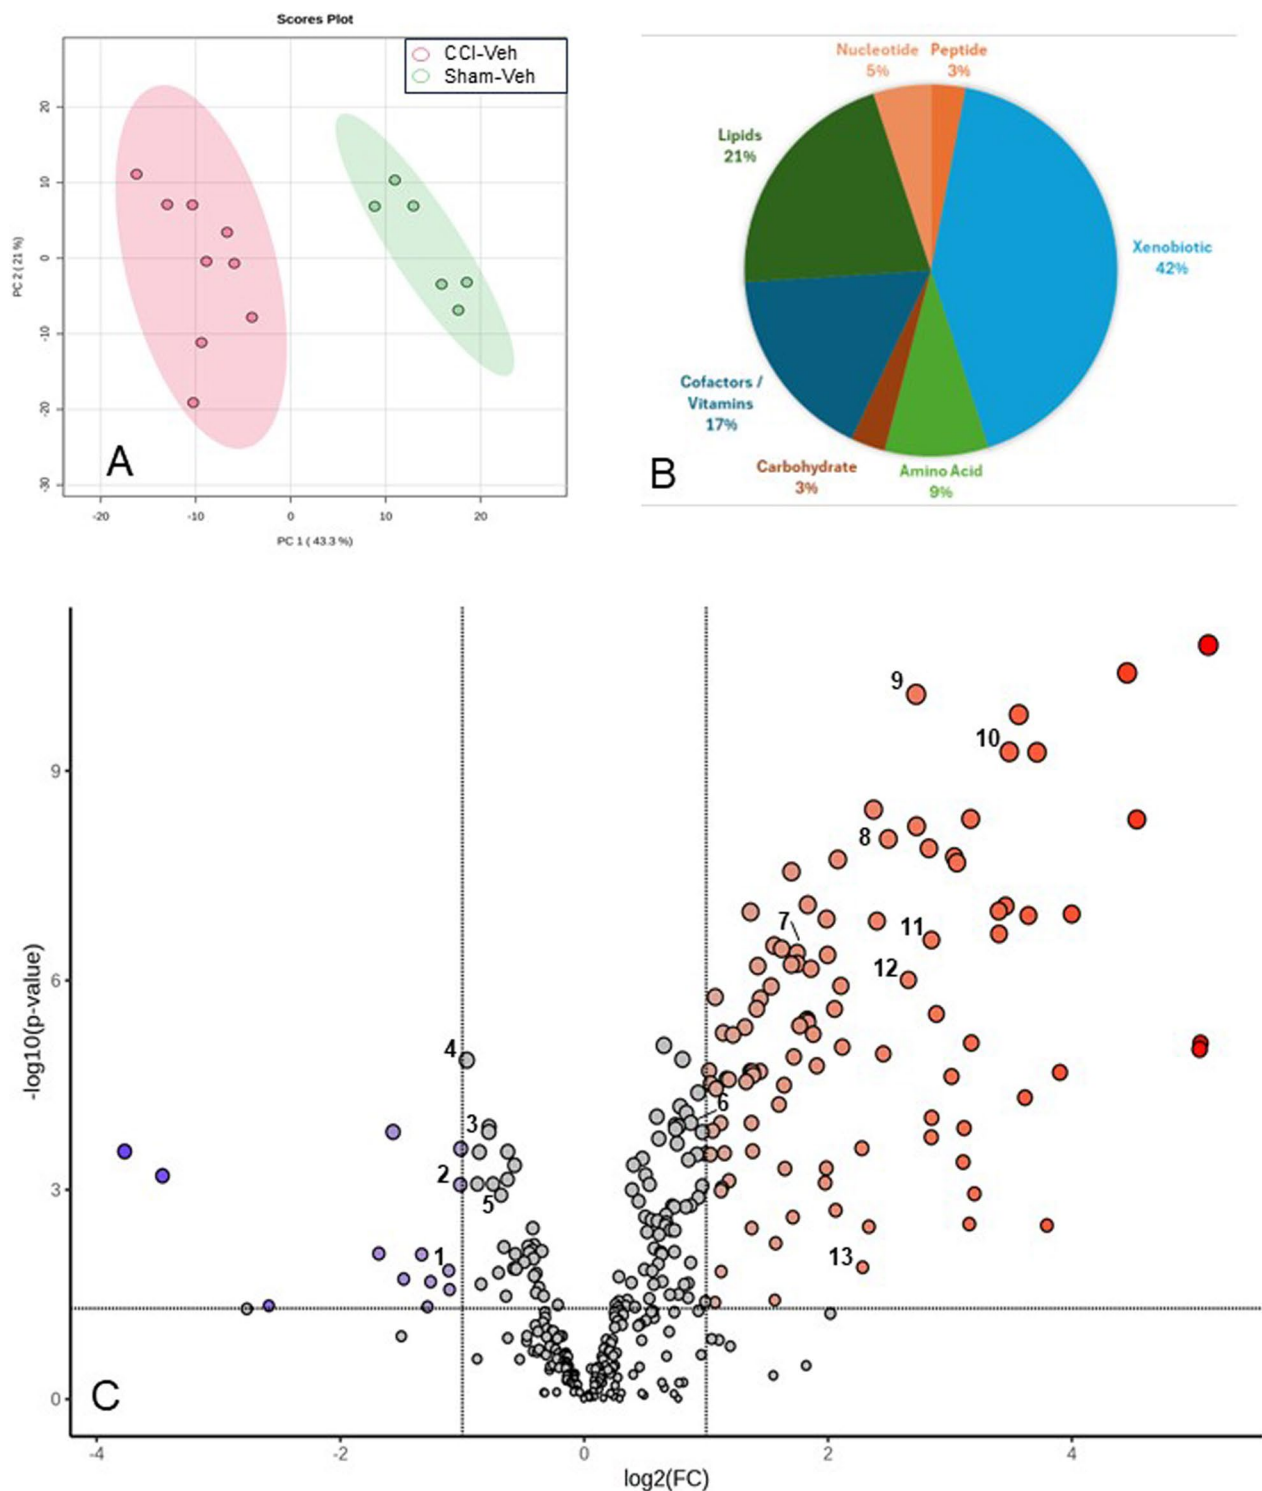 Scores Plot
CCI-Veh
Sham-Veh
20
10
0
-10
-20
-30
PC 2 ( 21 %)
-20
-10
0
10
20
PC 1 ( 43.3 %)
A
Nucleotide
5%
Peptide
3%
Lipids
21%
Xenobiotic
42%
Cofactors /
Vitamins
17%
Carbohydrate
3%
Amino Acid
9%
B
9
10
8
7
11
12
4
3
2
5
6
1
13
9
6
3
0
-log10(p-value)
C
-4
-2
0
2
4
log2(FC)